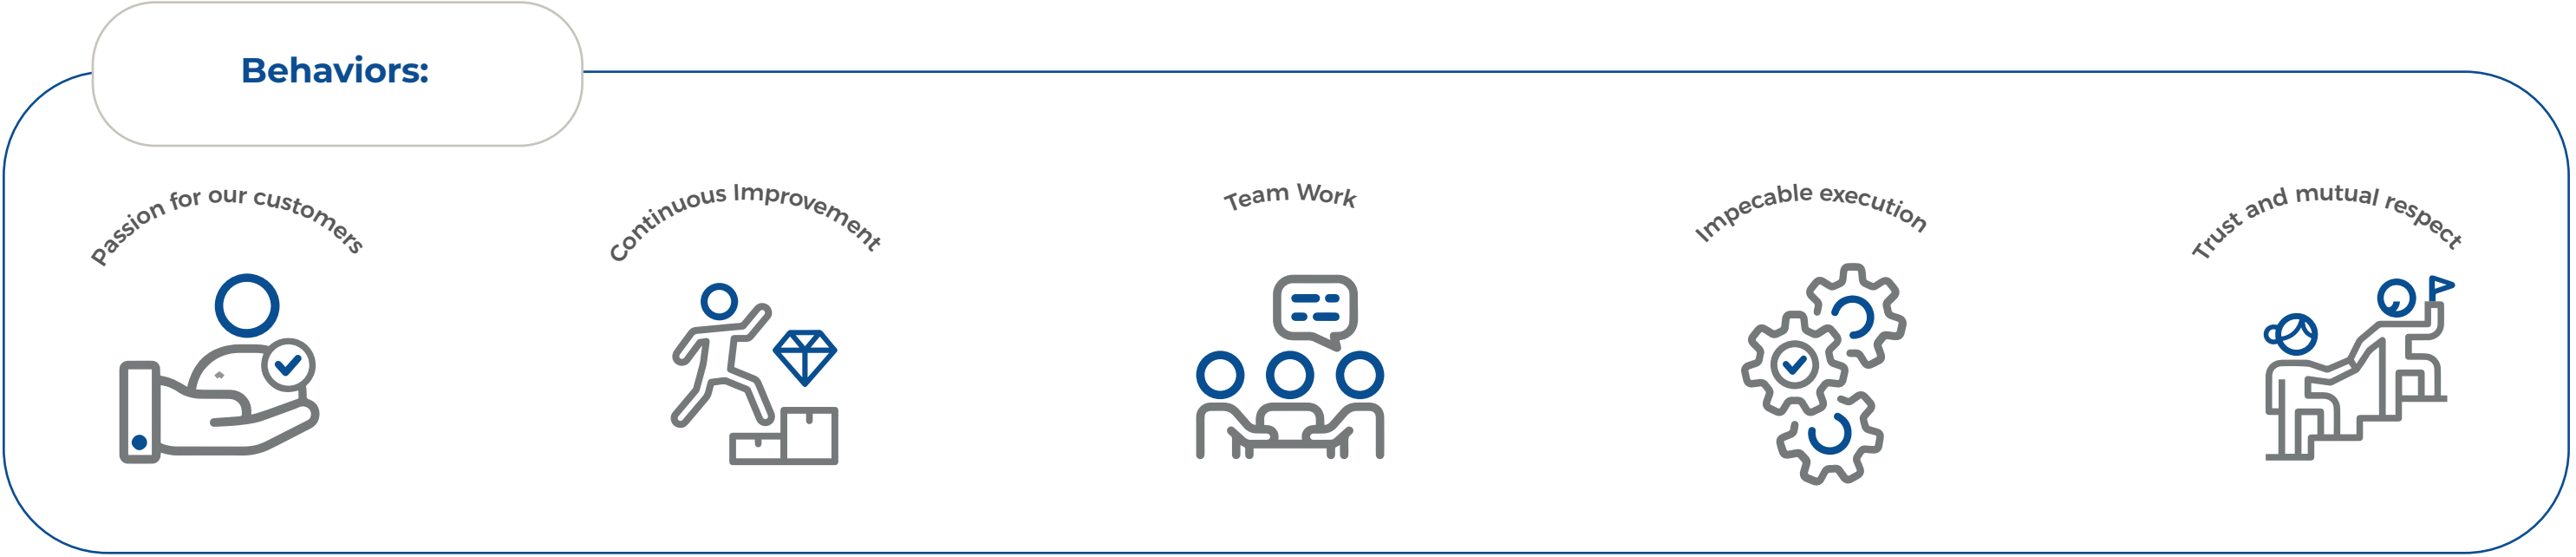 Behaviors:
Passion for our customers
Continuous Improvement
Team Work
Impecable execution
Trust and mutual respect